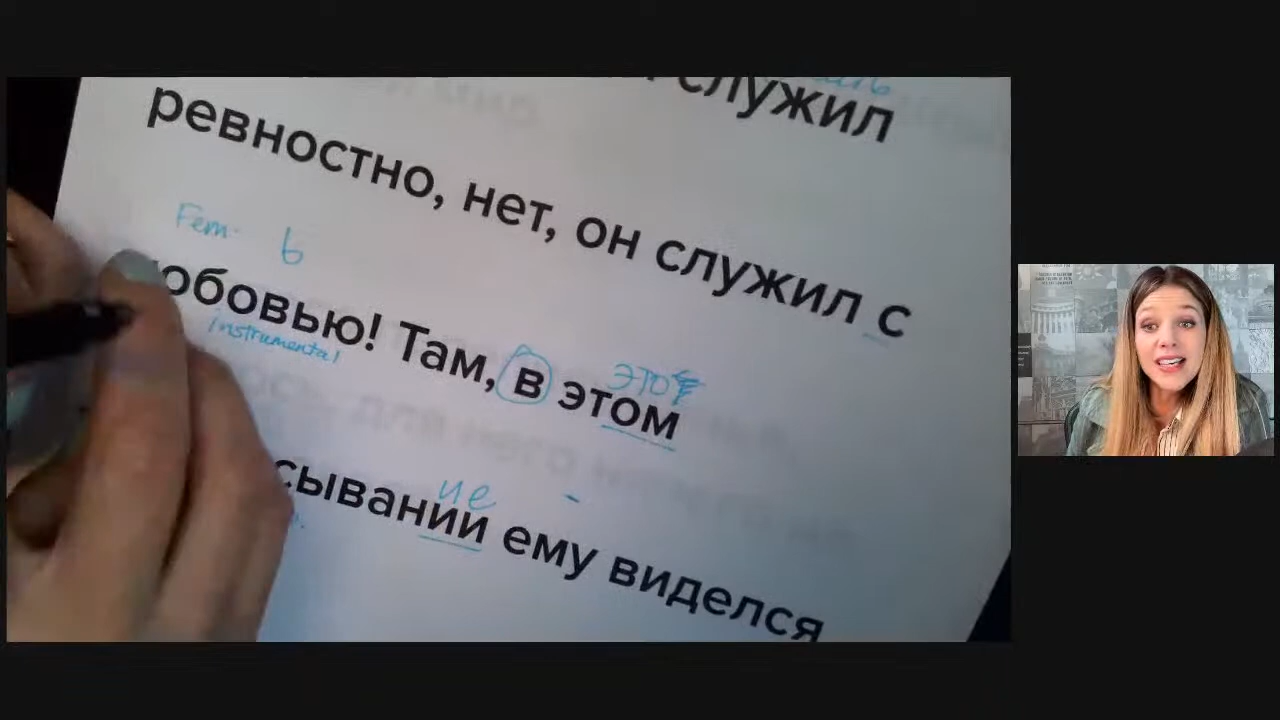 служил
ревностно, нет, он служил с
Fem. ь
юбовью! Там, в этом
instrumental
это
сывании ему виделся
ие